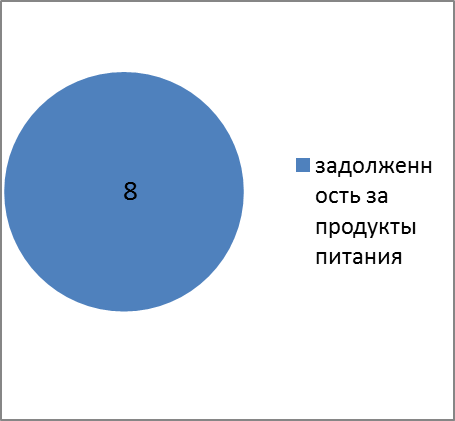 8
задолженн
ость за
продукты
питания